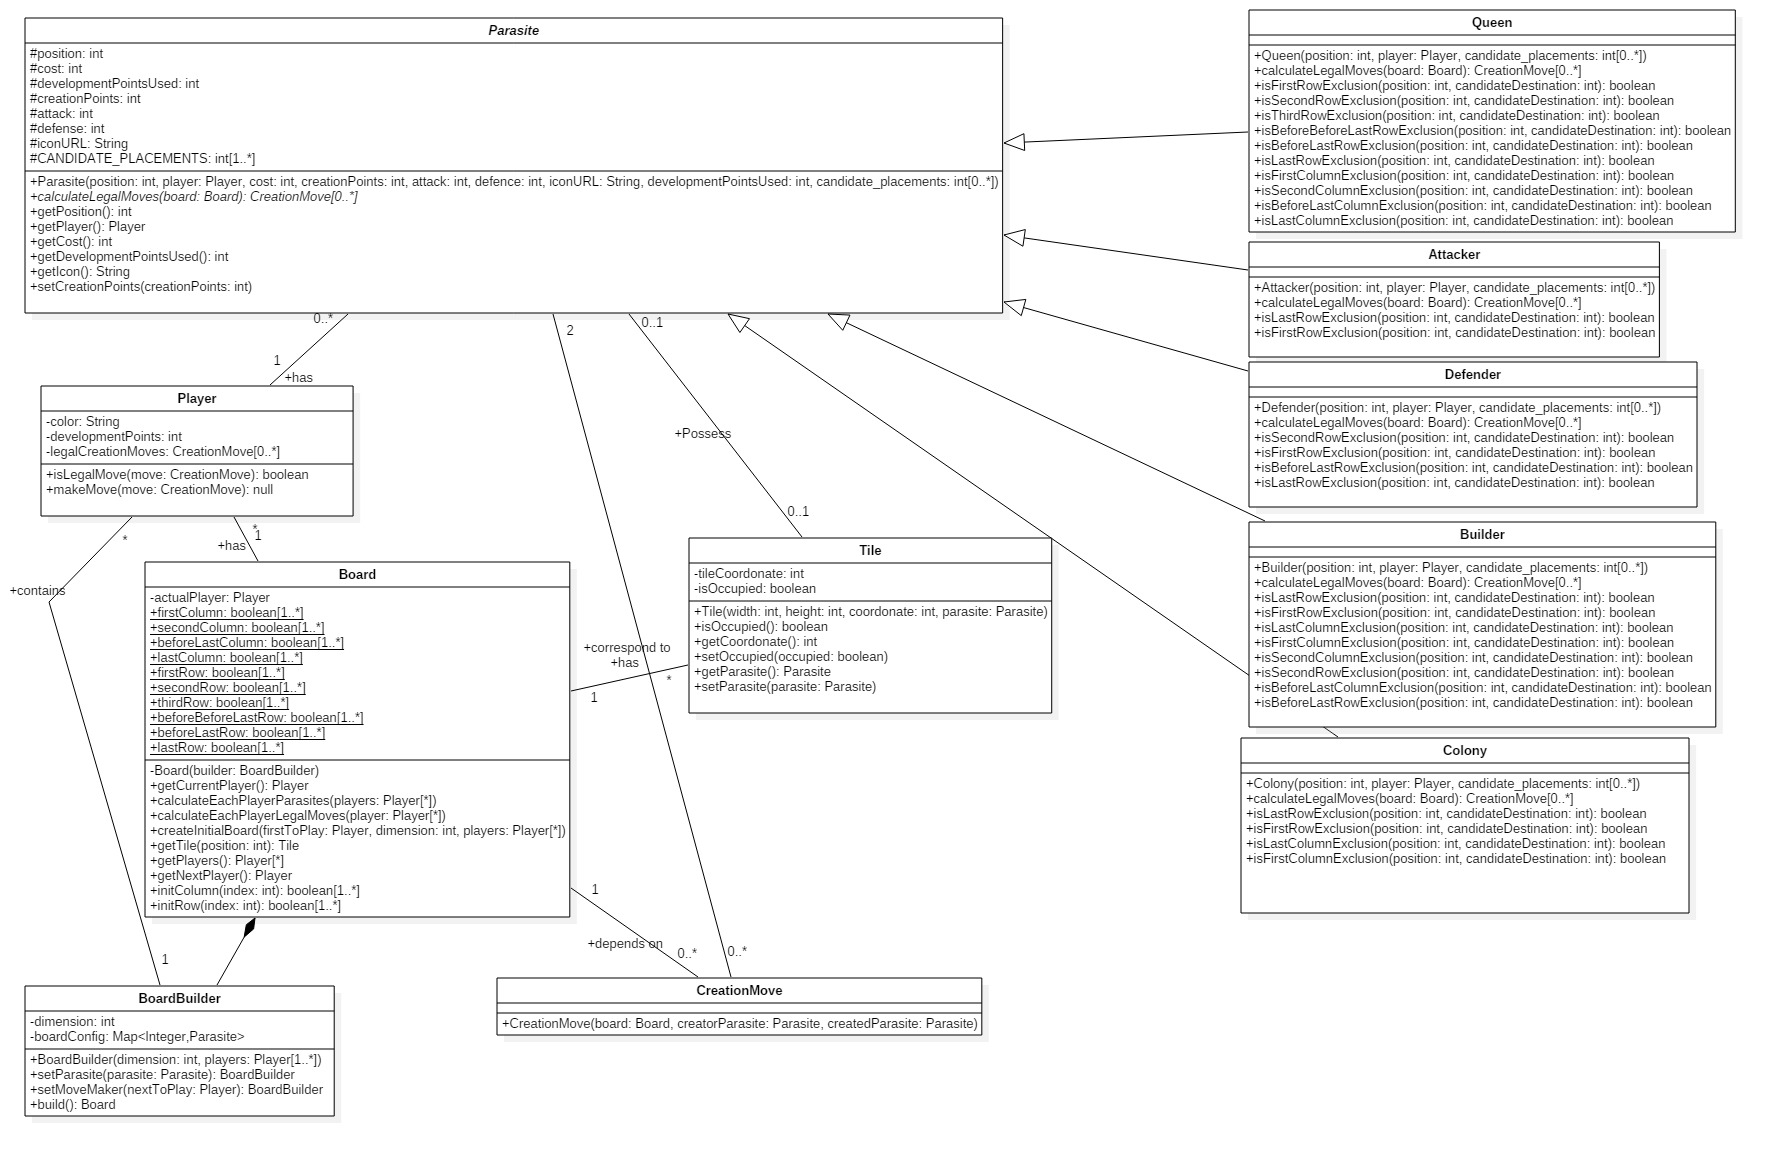 Parasite
#position: int
#cost: int
#developmentPointsUsed: int
#creationPoints: int
#attack: int
#defense: int
#iconURL: String
#CANDIDATE_PLACEMENTS: int[1..*]
+Parasite(position: int, player: Player, cost: int, creationPoints: int, attack: int, defence: int, iconURL: String, developmentPointsUsed: int, candidate_placements: int[0..*])
+calculateLegalMoves(board: Board): CreationMove[0..*]
+getPosition(): int
+getPlayer(): Player
+getCost(): int
+getDevelopmentPointsUsed(): int
+getIcon(): String
+setCreationPoints(creationPoints: int)
Queen
+Queen(position: int, player: Player, candidate_placements: int[0..*])
+calculateLegalMoves(board: Board): CreationMove[0..*]
+isFirstRowExclusion(position: int, candidateDestination: int): boolean
+isSecondRowExclusion(position: int, candidateDestination: int): boolean
+isThirdRowExclusion(position: int, candidateDestination: int): boolean
+isBeforeBeforeLastRowExclusion(position: int, candidateDestination: int): boolean
+isBeforeLastRowExclusion(position: int, candidateDestination: int): boolean
+isLastRowExclusion(position: int, candidateDestination: int): boolean
+isFirstColumnExclusion(position: int, candidateDestination: int): boolean
+isSecondColumnExclusion(position: int, candidateDestination: int): boolean
+isBeforeLastColumnExclusion(position: int, candidateDestination: int): boolean
+isLastColumnExclusion(position: int, candidateDestination: int): boolean
Attacker
+Attacker(position: int, player: Player, candidate_placements: int[0..*])
+calculateLegalMoves(board: Board): CreationMove[0..*]
+isLastRowExclusion(position: int, candidateDestination: int): boolean
+isFirstRowExclusion(position: int, candidateDestination: int): boolean
Defender
+Defender(position: int, player: Player, candidate_placements: int[0..*])
+calculateLegalMoves(board: Board): CreationMove[0..*]
+isSecondRowExclusion(position: int, candidateDestination: int): boolean
+isFirstRowExclusion(position: int, candidateDestination: int): boolean
+isBeforeLastRowExclusion(position: int, candidateDestination: int): boolean
+isLastRowExclusion(position: int, candidateDestination: int): boolean
Builder
+Builder(position: int, player: Player, candidate_placements: int[0..*])
+calculateLegalMoves(board: Board): CreationMove[0..*]
+isLastRowExclusion(position: int, candidateDestination: int): boolean
+isFirstRowExclusion(position: int, candidateDestination: int): boolean
+isLastColumnExclusion(position: int, candidateDestination: int): boolean
+isFirstColumnExclusion(position: int, candidateDestination: int): boolean
+isSecondColumnExclusion(position: int, candidateDestination: int): boolean
+isSecondRowExclusion(position: int, candidateDestination: int): boolean
+isBeforeLastColumnExclusion(position: int, candidateDestination: int): boolean
+isBeforeLastRowExclusion(position: int, candidateDestination: int): boolean
Colony
+Colony(position: int, player: Player, candidate_placements: int[0..*])
+calculateLegalMoves(board: Board): CreationMove[0..*]
+isLastRowExclusion(position: int, candidateDestination: int): boolean
+isFirstRowExclusion(position: int, candidateDestination: int): boolean
+isLastColumnExclusion(position: int, candidateDestination: int): boolean
+isFirstColumnExclusion(position: int, candidateDestination: int): boolean
0..*
1
+has
2
0..1
+Possess
0..1
Player
-color: String
-developmentPoints: int
-legalCreationMoves: CreationMove[0..*]
+isLegalMove(move: CreationMove): boolean
+makeMove(move: CreationMove): null
*
+contains
1
*
1
+has
Board
-actualPlayer: Player
+firstColumn: boolean[1..*]
+secondColumn: boolean[1..*]
+beforeLastColumn: boolean[1..*]
+lastColumn: boolean[1..*]
+firstRow: boolean[1..*]
+secondRow: boolean[1..*]
+thirdRow: boolean[1..*]
+beforeBeforeLastRow: boolean[1..*]
+beforeLastRow: boolean[1..*]
+lastRow: boolean[1..*]
-Board(builder: BoardBuilder)
+getCurrentPlayer(): Player
+calculateEachPlayerParasites(players: Player[*])
+calculateEachPlayerLegalMoves(player: Player[*])
+createInitialBoard(firstToPlay: Player, dimension: int, players: Player[*])
+getTile(position: int): Tile
+getPlayers(): Player[*]
+getNextPlayer(): Player
+initColumn(index: int): boolean[1..*]
+initRow(index: int): boolean[1..*]
Tile
-tileCoordonate: int
-isOccupied: boolean
+Tile(width: int, height: int, coordonate: int, parasite: Parasite)
+isOccupied(): boolean
+getCoordonate(): int
+setOccupied(occupied: boolean)
+getParasite(): Parasite
+setParasite(parasite: Parasite)
+correspond to
+has
*
1
1
+depends on
0..*
0..*
BoardBuilder
-dimension: int
-boardConfig: Map<Integer,Parasite>
+BoardBuilder(dimension: int, players: Player[1..*])
+setParasite(parasite: Parasite): BoardBuilder
+setMoveMaker(nextToPlay: Player): BoardBuilder
+build(): Board
CreationMove
+CreationMove(board: Board, creatorParasite: Parasite, createdParasite: Parasite)